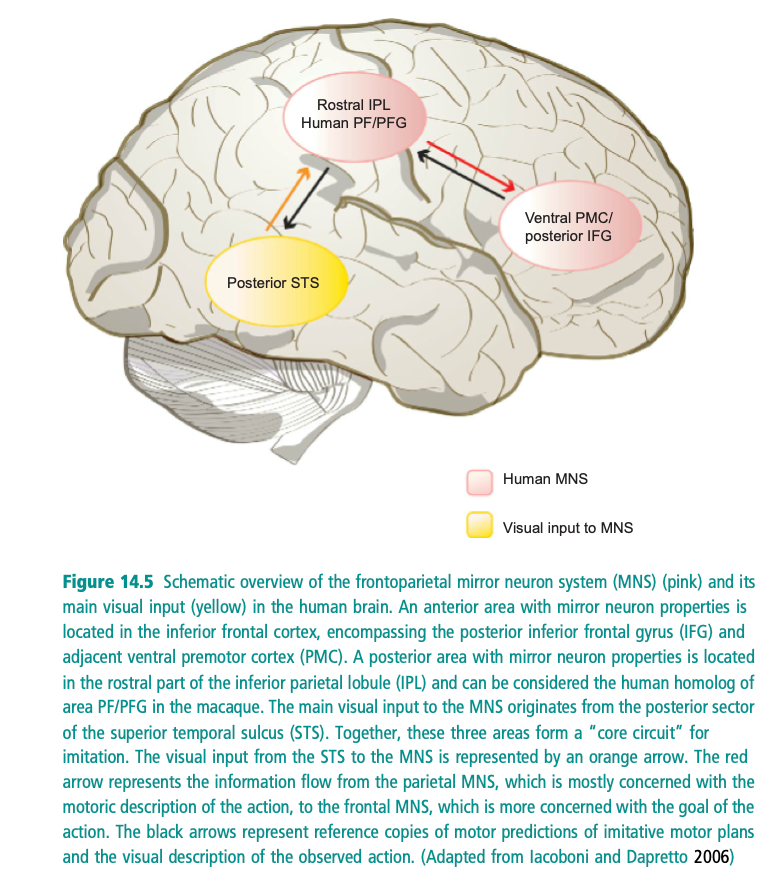 Rostral IPL
Human PF/PFG
Ventral PMC/
posterior IFG
Posterior STS
Human MNS
Visual input to MNS
Figure 14.5 Schematic overview of the frontoparietal mirror neuron system (MNS) (pink) and its
main visual input (yellow) in the human brain. An anterior area with mirror neuron properties is
located in the inferior frontal cortex, encompassing the posterior inferior frontal gyrus (IFG) and
adjacent ventral premotor cortex (PMC). A posterior area with mirror neuron properties is located
in the rostral part of the inferior parietal lobule (IPL) and can be considered the human homolog of
area PF/PFG in the macaque. The main visual input to the MNS originates from the posterior sector
of the superior temporal sulcus (STS). Together, these three areas form a “core circuit” for
imitation. The visual input from the STS to the MNS is represented by an orange arrow. The red
arrow represents the information flow from the parietal MNS, which is mostly concerned with the
motoric description of the action, to the frontal MNS, which is more concerned with the goal of the
action. The black arrows represent reference copies of motor predictions of imitative motor plans
and the visual description of the observed action. (Adapted from Iacoboni and Dapretto 2006)